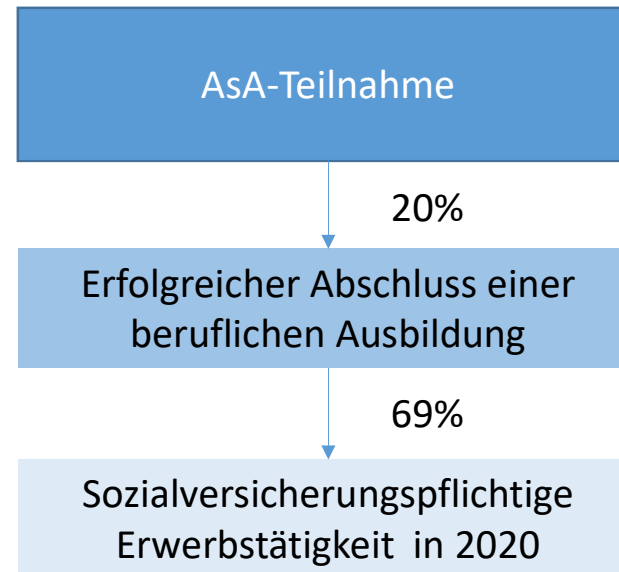 AsA-Teilnahme
20%
Erfolgreicher Abschluss einer
beruflichen Ausbildung
69%
Sozialversicherungspflichtige
Erwerbstätigkeit in 2020